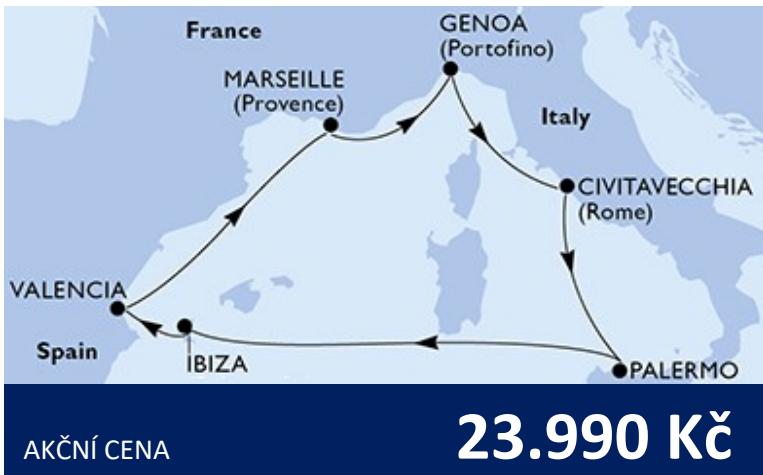 France
GENOA
(Portofino)
MARSEILLE
(Provence)
Italy
CIVITAVECCHIA
(Rome)
VALENCIA
Spain
IBIZA
PALERMO
AKČNÍ CENA
23.990 Kč